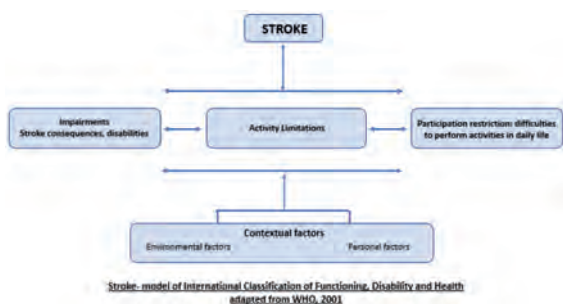 STROKE
Impairments
Stroke consequences, disabilities
Activity Limitations
Participation restriction: difficulties
to perform activities in daily life
Contextual factors
Environmental factors Personal factors
Stroke- model of International Classification of Functioning, Disability and Health
adapted from WHO, 2001